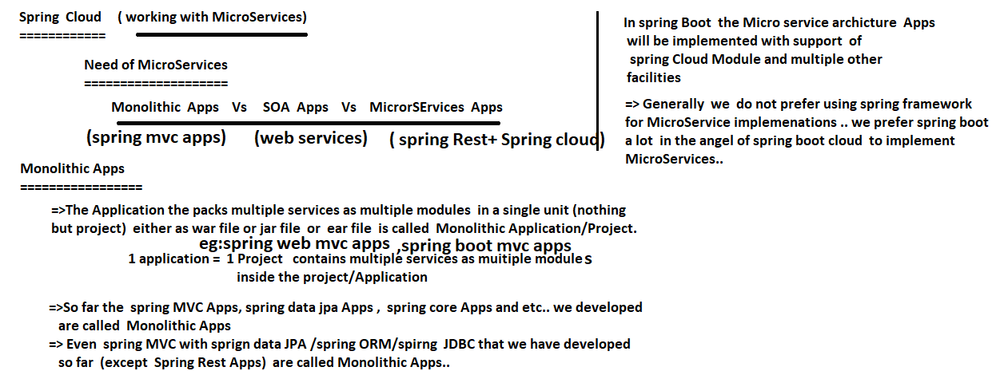 Spring Cloud ( working with MicroServices)
============
Need of MicroServices
====================
Monolithic Apps Vs SOA Apps Vs MicrorSErvices Apps
(spring mvc apps) (web services) ( spring Rest+ Spring cloud)
In spring Boot the Micro service archicture Apps
will be implemented with support of
spring Cloud Module and multiple other
facilities
=> Generally we do not prefer using spring framework
for MicroService implemenations .. we prefer spring boot
a lot in the angel of spring boot cloud to implement
MicroServices..
Monolithic Apps
=================
=>The Application the packs multiple services as multiple modules in a single unit (nothing
but project) either as war file or jar file or ear file is called Monolithic Application/Project.
eg:spring web mvc apps ,spring boot mvc apps
1 application = 1 Project contains multiple services as muitiple modules
inside the project/Application
=>So far the spring MVC Apps, spring data jpa Apps , spring core Apps and etc.. we developed
are called Monolithic Apps
=> Even spring MVC with sprign data JPA /spring ORM/spirng JDBC that we have developed
so far (except Spring Rest Apps) are called Monolithic Apps..